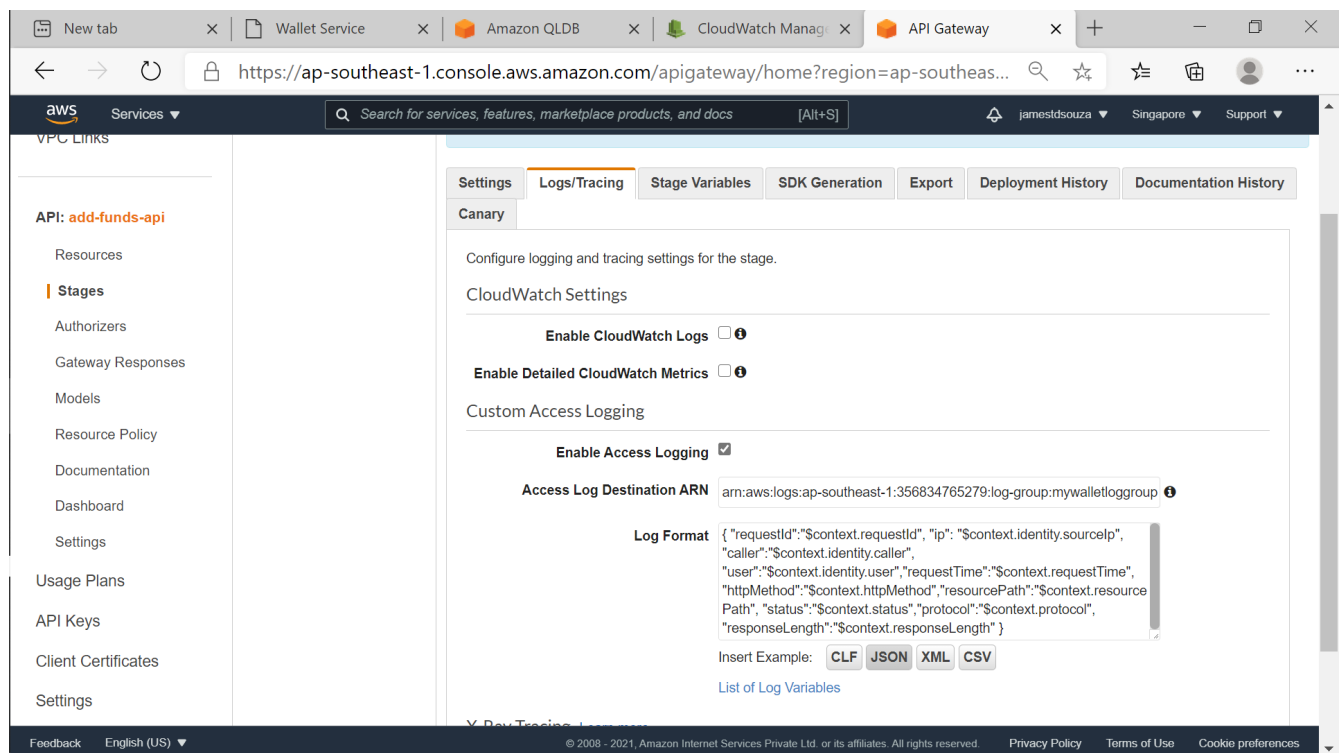 New tab
Wallet Service
Amazon QLDB
CloudWatch Manag
API Gateway
https://ap-southeast-1.console.aws.amazon.com/apigateway/home?region=ap-southeas...
aws
Services ▼
Search for services, features, marketplace products, and docs
[Alt+S]
jamestdsouza ▼
Singapore ▼
Support ▼
VPC Links
API: add-funds-api
Resources
Stages
Authorizers
Gateway Responses
Models
Resource Policy
Documentation
Dashboard
Settings
Usage Plans
API Keys
Client Certificates
Settings
Settings
Logs/Tracing
Stage Variables
SDK Generation
Export
Deployment History
Documentation History
Canary
Configure logging and tracing settings for the stage.
CloudWatch Settings
Enable CloudWatch Logs
Enable Detailed CloudWatch Metrics
Custom Access Logging
Enable Access Logging
Access Log Destination ARN
arn:aws:logs:ap-southeast-1:356834765279:log-group:mywalletloggroup
Log Format
{ "requestId":"$context.requestId", "ip": "$context.identity.sourceIp",
"caller":"$context.identity.caller",
"user":"$context.identity.user","requestTime":"$context.requestTime",
"httpMethod":"$context.httpMethod","resourcePath":"$context.resource
Path", "status":"$context.status","protocol":"$context.protocol",
"responseLength":"$context.responseLength" }
Insert Example:
CLF
JSON
XML
CSV
List of Log Variables
X-Ray Tracing Learn more
Feedback
English (US) ▼
© 2008 - 2021, Amazon Internet Services Private Ltd. or its affiliates. All rights reserved.
Privacy Policy
Terms of Use
Cookie preferences